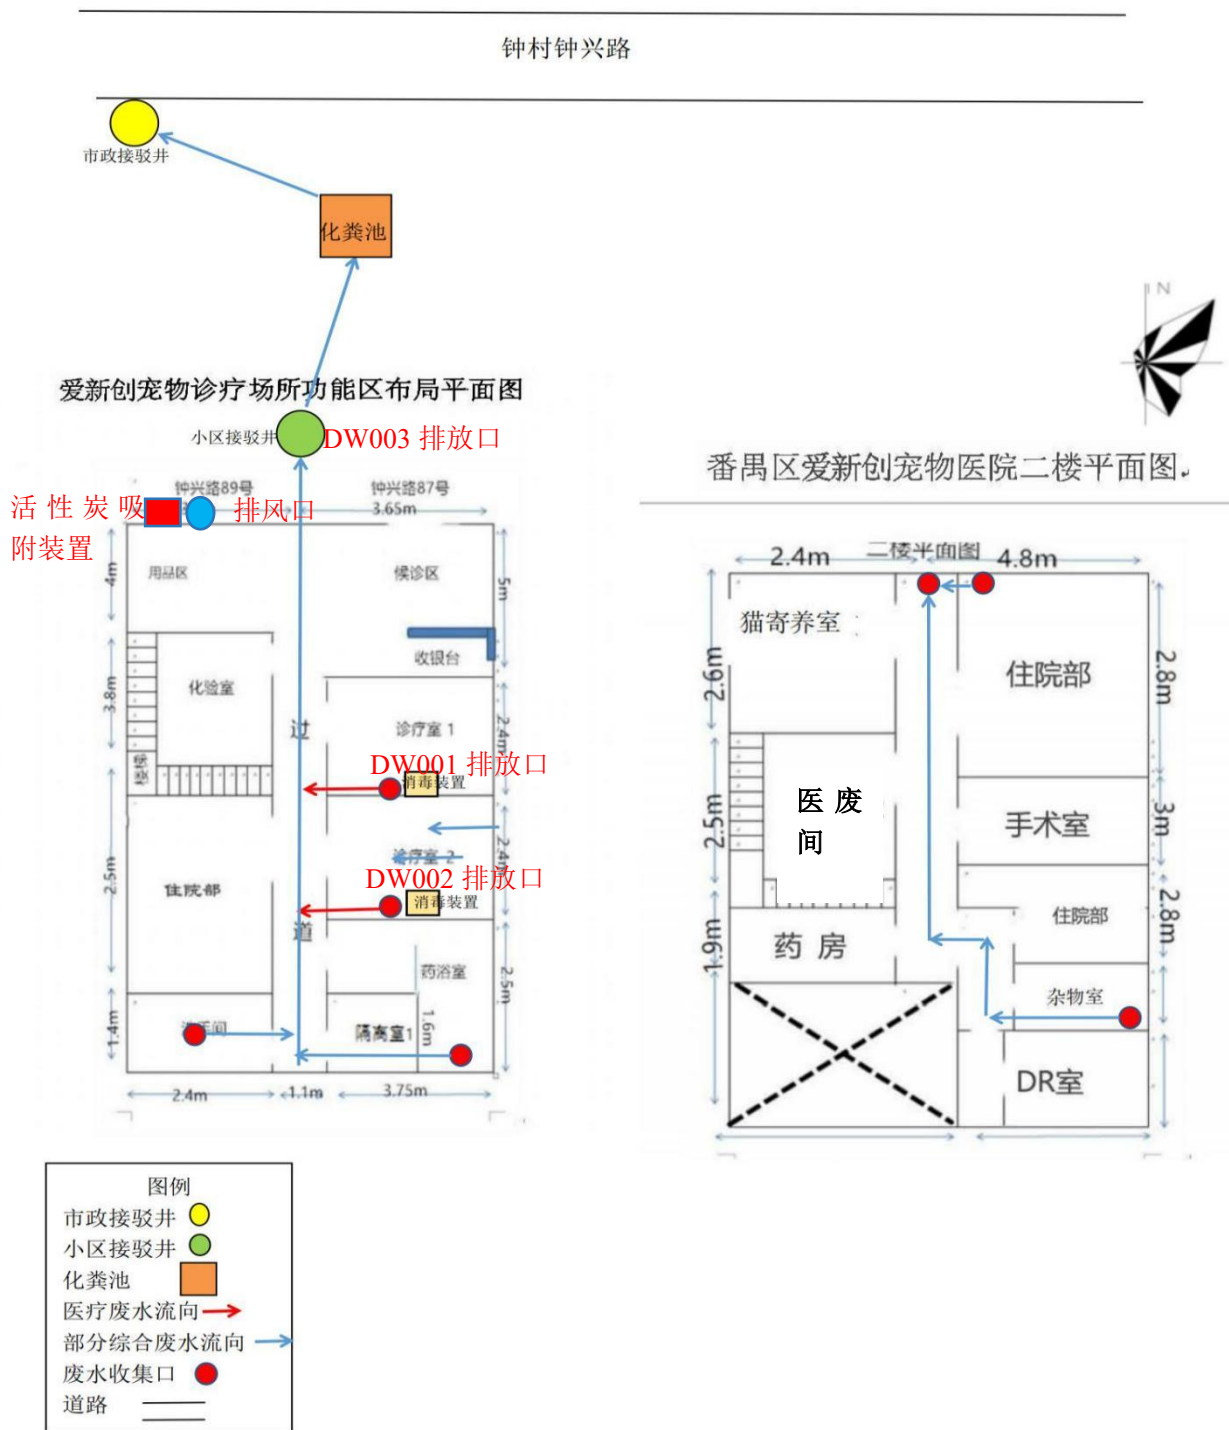 钟村钟兴路
市政接驳井
化粪池
N
爱新创宠物诊疗场所功能区布局平面图
小区接驳井
DW003 排放口
番禺区爱新创宠物医院二楼平面图
钟兴路89号
钟兴路87号
3.65m
活性炭吸
附装置
排风口
用品区
候诊区
4m
5m
收银台
化验室
3.8m
诊疗室 1
2.4m
过
楼梯
DW001 排放口
消毒装置
诊疗室 2
2.4m
DW002 排放口
消毒装置
住院部
2.5m
道
药浴室
2.5m
洗手间
1.4m
隔离室1
1.6m
2.4m
1.1m
3.75m
二楼平面图
2.4m
4.8m
猫寄养室
2.6m
住院部
2.8m
医废
间
2.5m
手术室
3m
住院部
2.8m
药房
1.9m
杂物室
DR室
图例
市政接驳井
小区接驳井
化粪池
医疗废水流向
部分综合废水流向
废水收集口
道路